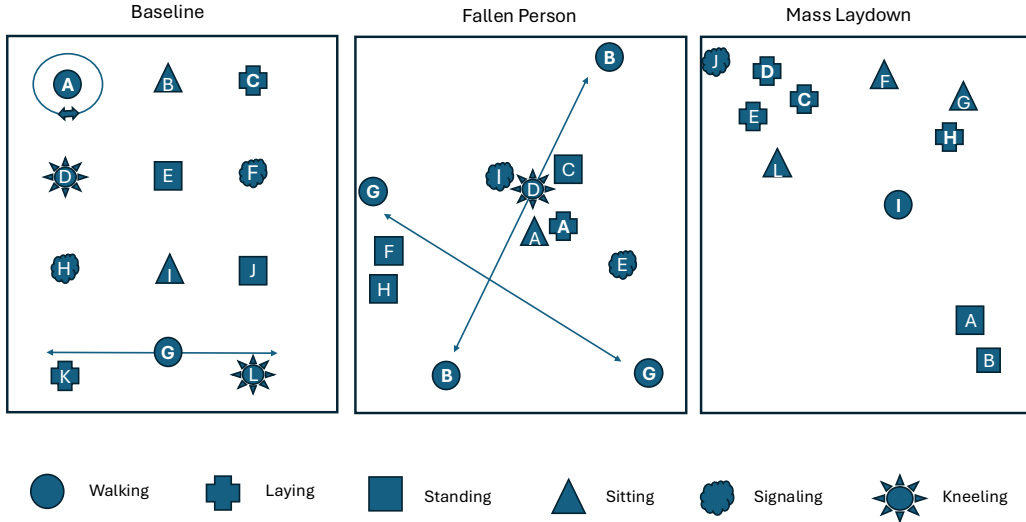 Baseline
Fallen Person
Mass Laydown
A
B
C
D
E
F
H
I
J
G
K
L
B
I
D
C
G
A
A
F
E
H
B
G
J
D
C
E
F
G
H
L
I
A
B
Walking
Laying
Standing
Sitting
Signaling
Kneeling